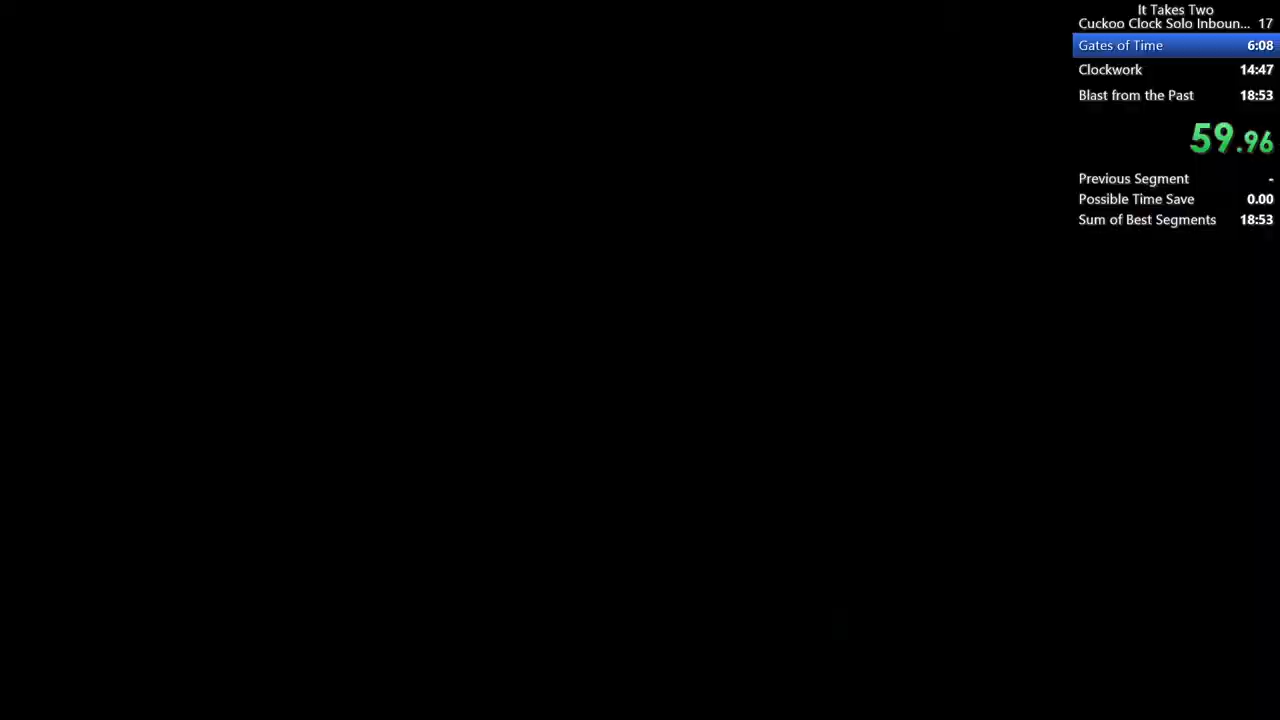 It Takes Two
Cuckoo Clock Solo Inboun... 17
Gates of Time 6:08
Clockwork 14:47
Blast from the Past 18:53
59.96
Previous Segment -
Possible Time Save 0.00
Sum of Best Segments 18:53